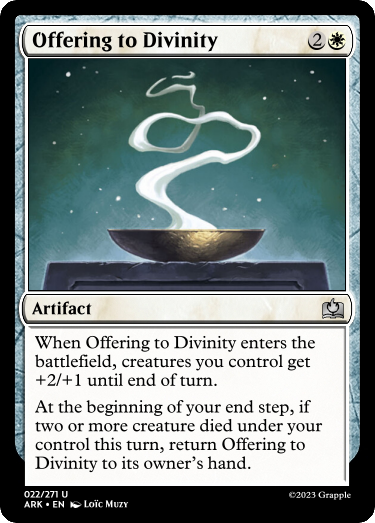 Offering to Divinity 2
Artifact
When Offering to Divinity enters the
battlefield, creatures you control get
+2/+1 until end of turn.
At the beginning of your end step, if
two or more creature died under your
control this turn, return Offering to
Divinity to its owner's hand.
022/271 U
ARK • EN Loïc Muzy
©2023 Grapple